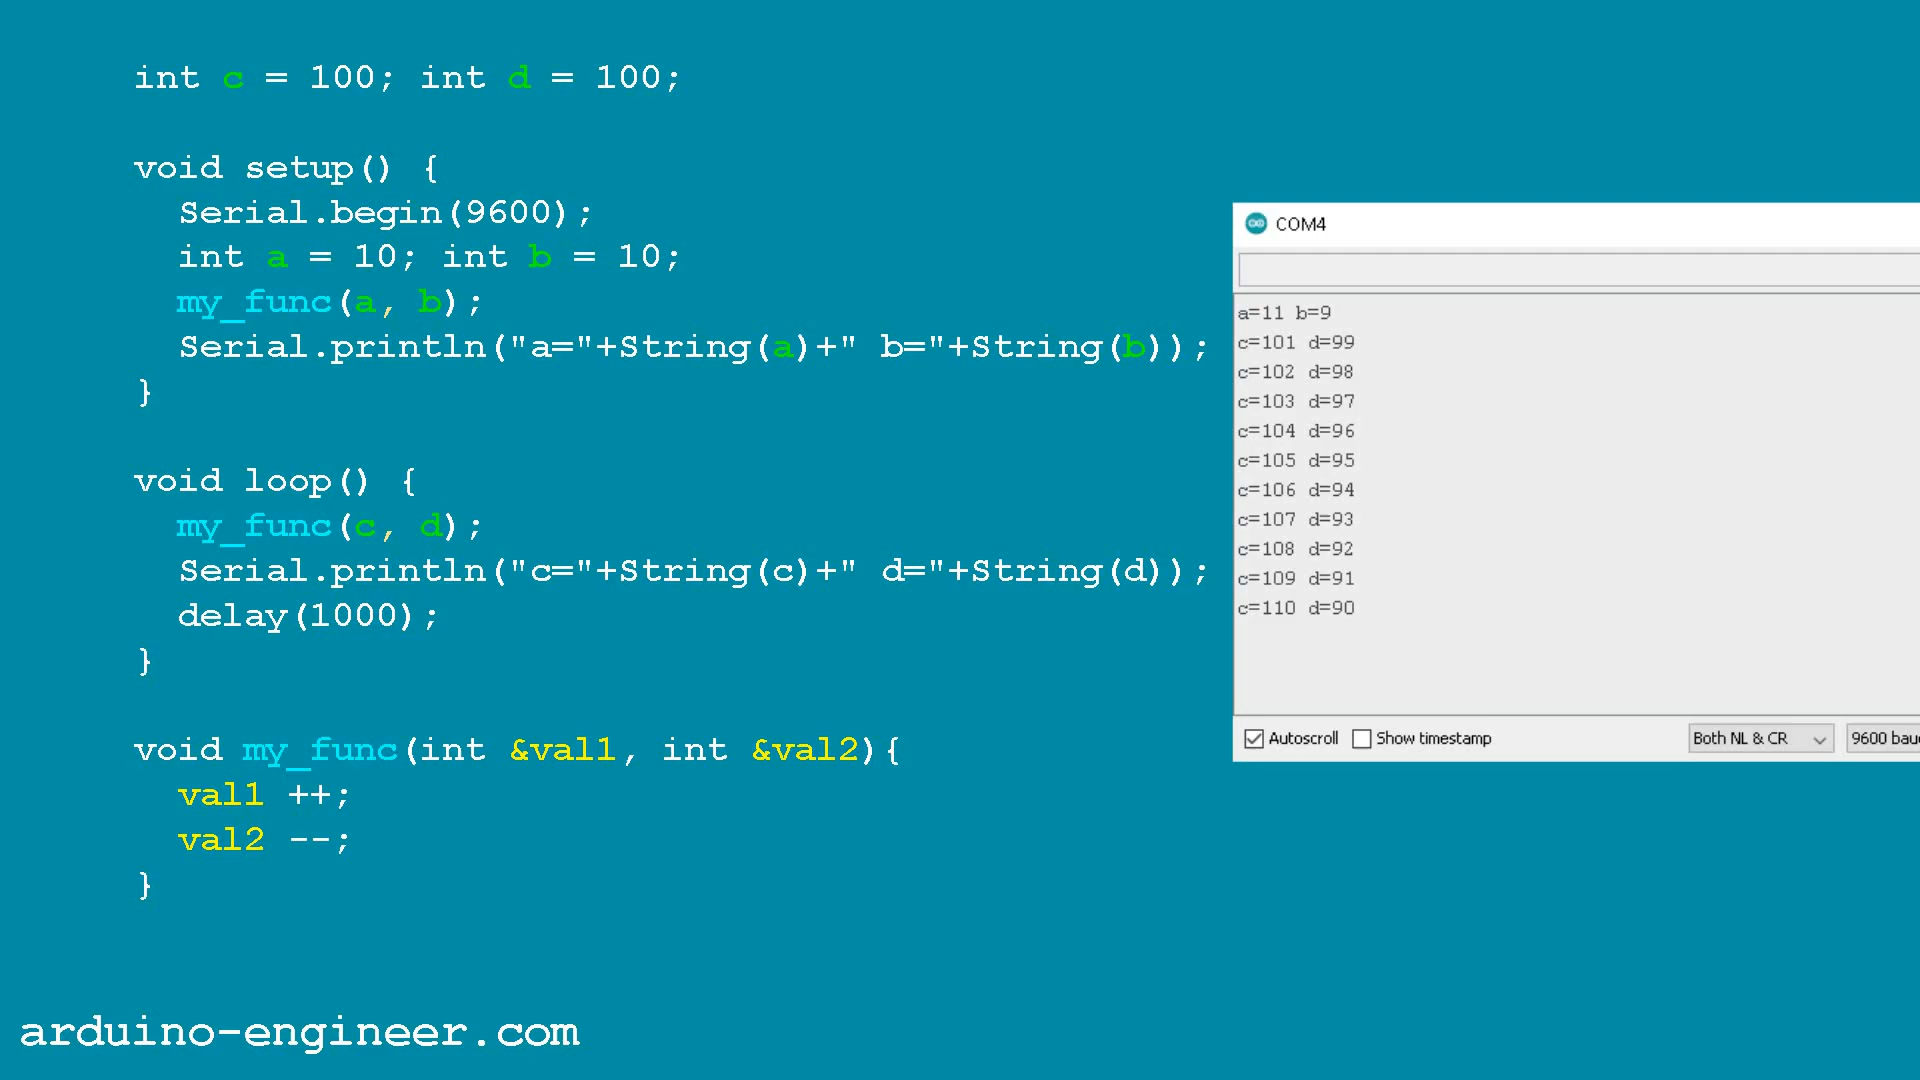 int c = 100; int d = 100;
void setup() {
Serial.begin(9600);
int a = 10; int b = 10;
my_func(a, b);
Serial.println("a="+String(a)+" b="+String(b));
}
void loop() {
my_func(c, d);
Serial.println("c="+String(c)+" d="+String(d));
delay(1000);
}
void my_func(int &val1, int &val2){
val1 ++;
val2 --;
}
COM4
a=11 b=9
c=101 d=99
c=102 d=98
c=103 d=97
c=104 d=96
c=105 d=95
c=106 d=94
c=107 d=93
c=108 d=92
c=109 d=91
c=110 d=90
Autoscroll Show timestamp Both NL & CR 9600
arduino-engineer.com